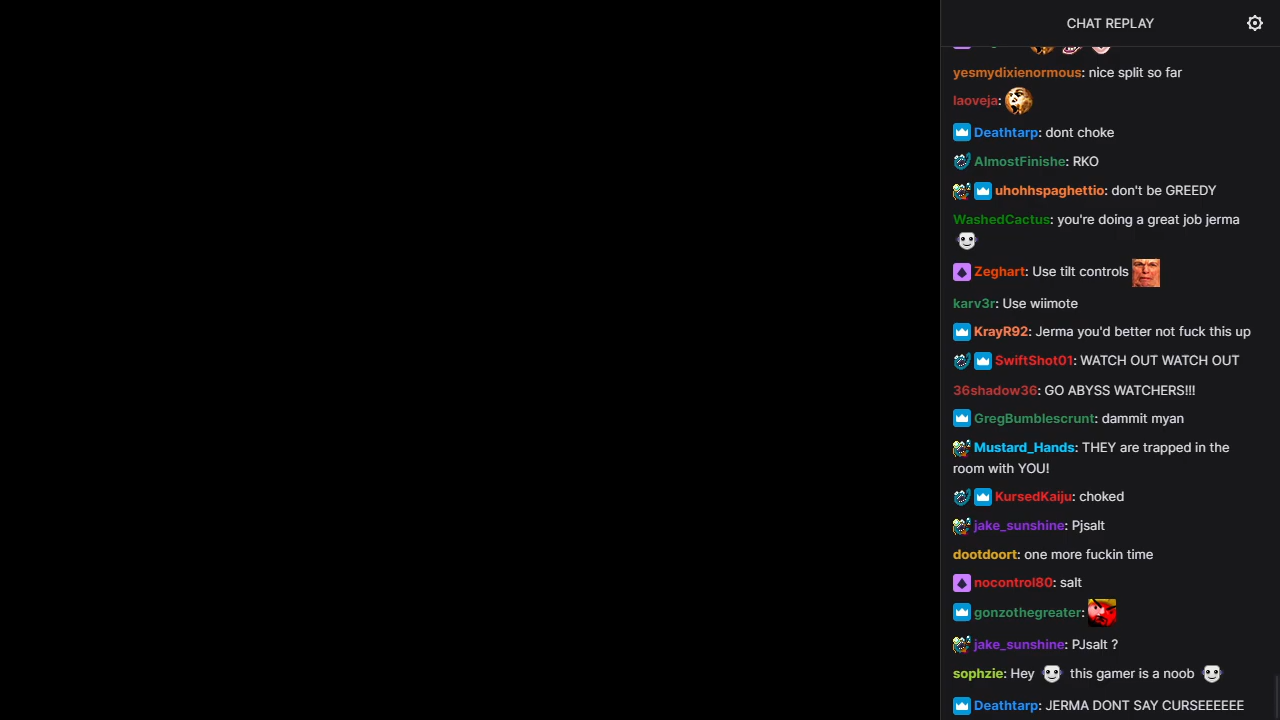 CHAT REPLAY
yesmydixienormous: nice split so far
laoveja:
Deathtarp: dont choke
AlmostFinishe: RKO
uhohhspaghettio: don't be GREEDY
WashedCactus: you're doing a great job jerma
Zeghart: Use tilt controls
karv3r: Use wiimote
KrayR92: Jerma you'd better not fuck this up
SwiftShot01: WATCH OUT WATCH OUT
36shadow36: GO ABYSS WATCHERS!!!
GregBumblescrunt: dammit myan
Mustard_Hands: THEY are trapped in the
room with YOU!
KursedKaiju: choked
jake_sunshine: Pjsalt
dootdoort: one more fuckin time
nocontrol80: salt
gonzothegreater:
jake_sunshine: PJsalt ?
sophzie: Hey this gamer is a noob
Deathtarp: JERMA DONT SAY CURSEEEEEE